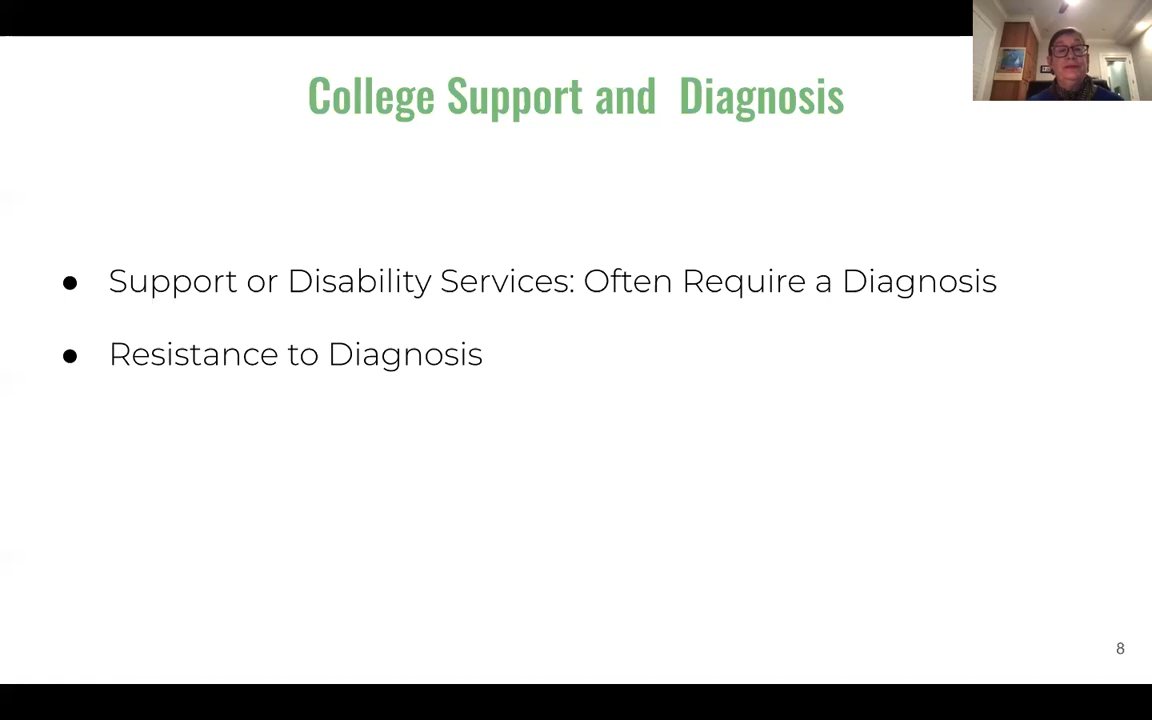 College Support and  Diagnosis
● Support or Disability Services: Often Require a Diagnosis
● Resistance to Diagnosis
8